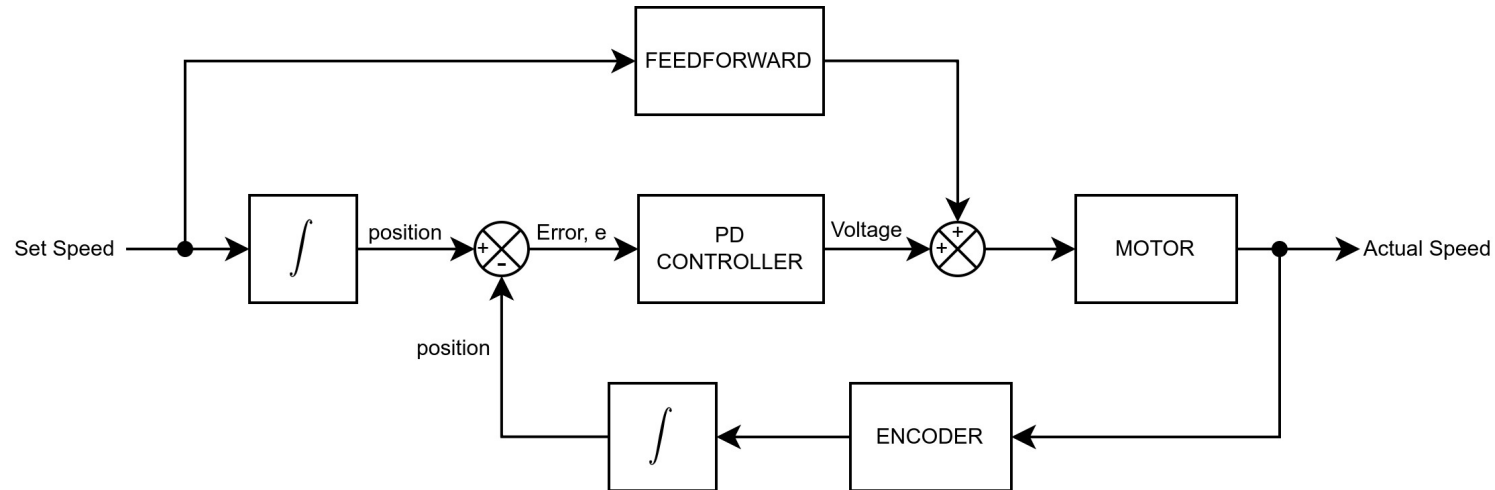 FEEDFORWARD
Set Speed
∫
position
+
-
Error, e
PD
CONTROLLER
Voltage
+
+
MOTOR
Actual Speed
position
∫
ENCODER